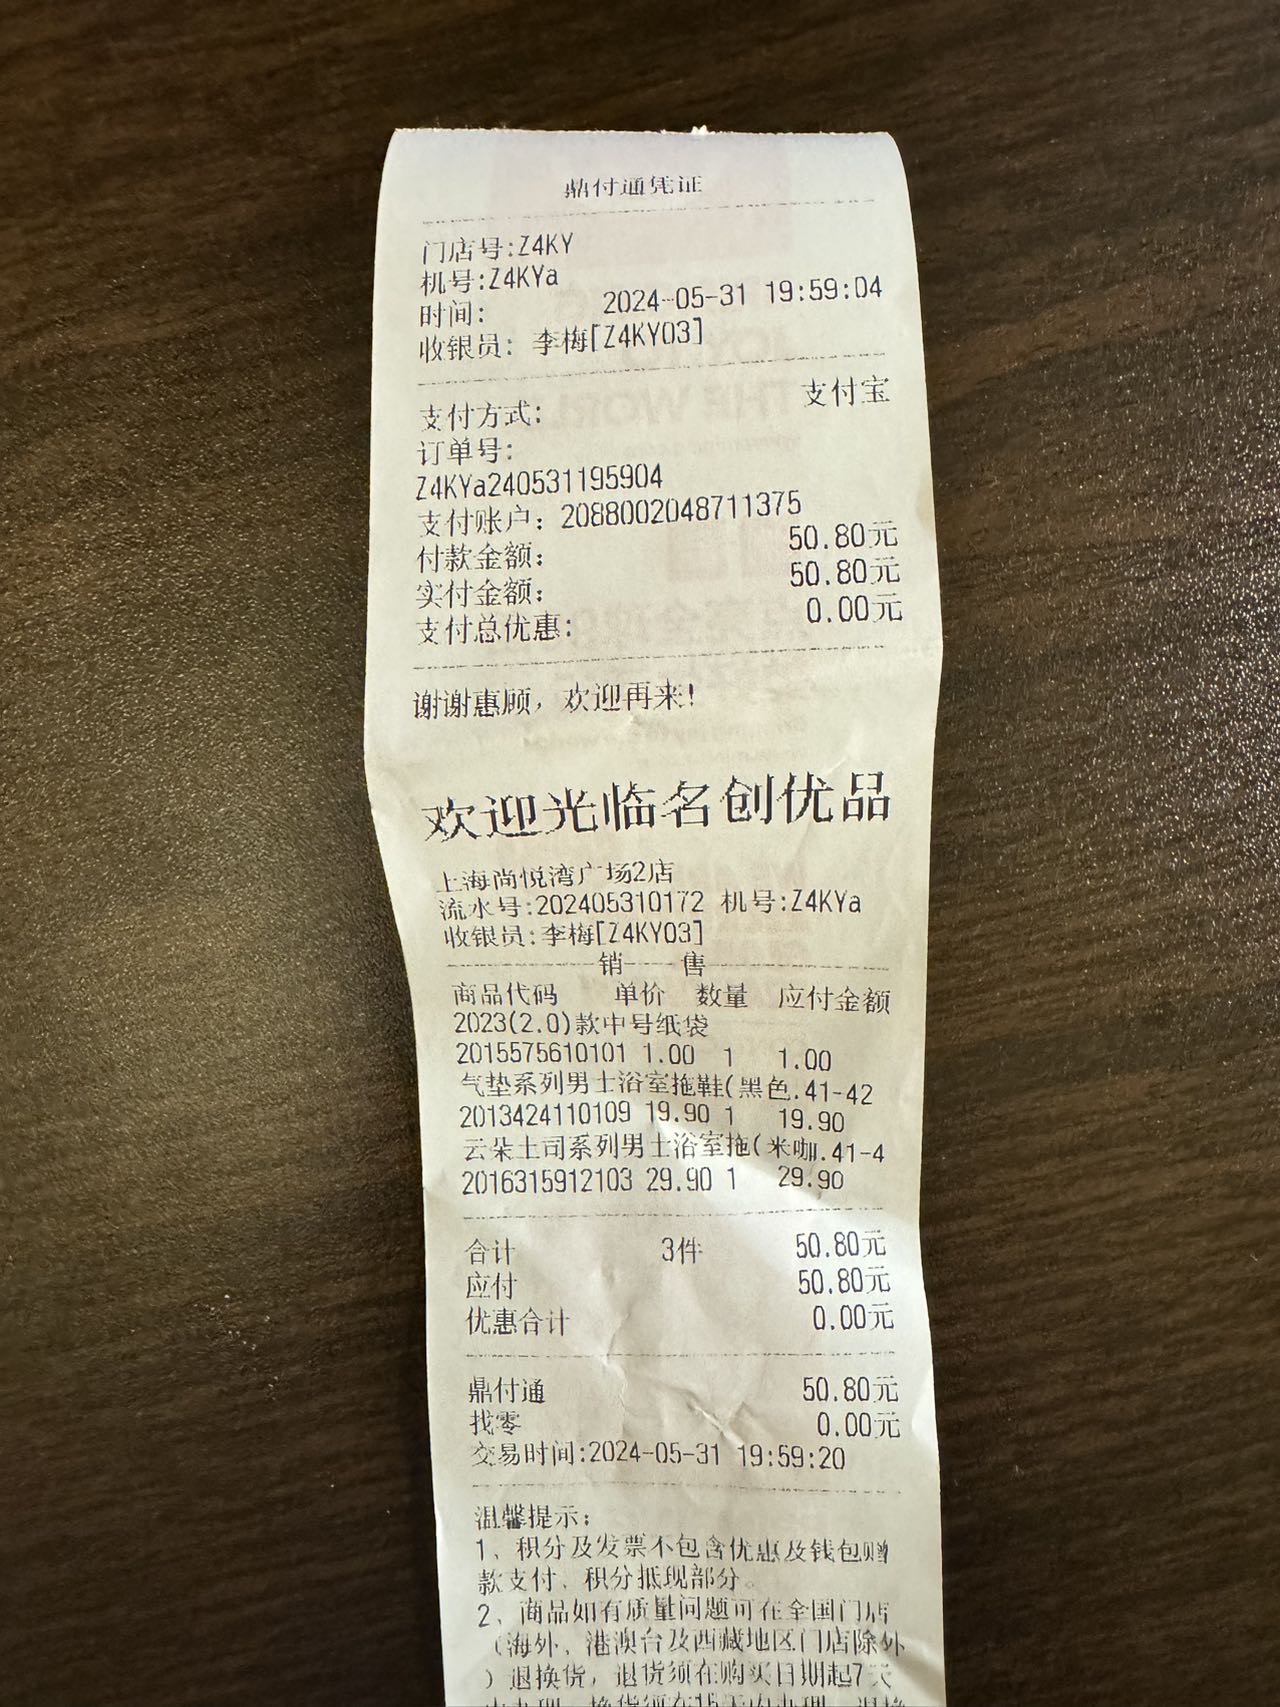 鼎付通凭证
门店号:Z4KY
机号:Z4KYa
时间: 2024-05-31 19:59:04
收银员: 李梅[Z4KY03]
支付方式: 支付宝
订单号:
Z4KYa240531195904
支付账户: 2088002048711375
付款金额: 50.80元
实付金额: 50.80元
支付总优惠: 0.00元
谢谢惠顾，欢迎再来!
欢迎光临名创优品
上海尚悦湾广场2店
流水号:202405310172 机号:Z4KYa
收银员:李梅[Z4KY03]
销 售
商品代码 单价 数量 应付金额
2023(2.0)款中号纸袋
2015575610101 1.00 1 1.00
气垫系列男士浴室拖鞋(黑色.41-42
2013424110109 19.90 1 19.90
云朵土司系列男士浴室拖(米咖.41-4
2016315912103 29.90 1 29.90
合计 3件 50.80元
应付 50.80元
优惠合计 0.00元
鼎付通 50.80元
找零 0.00元
交易时间:2024-05-31 19:59:20
温馨提示:
1、积分及发票不包含优惠及钱包赠
款支付、积分抵现部分。
2、商品如有质量问题可在全国门店
(海外、港澳台及西藏地区门店除外
)退换货，退货须在购买日期起7天
内办理，换货须在15天内办理，退换